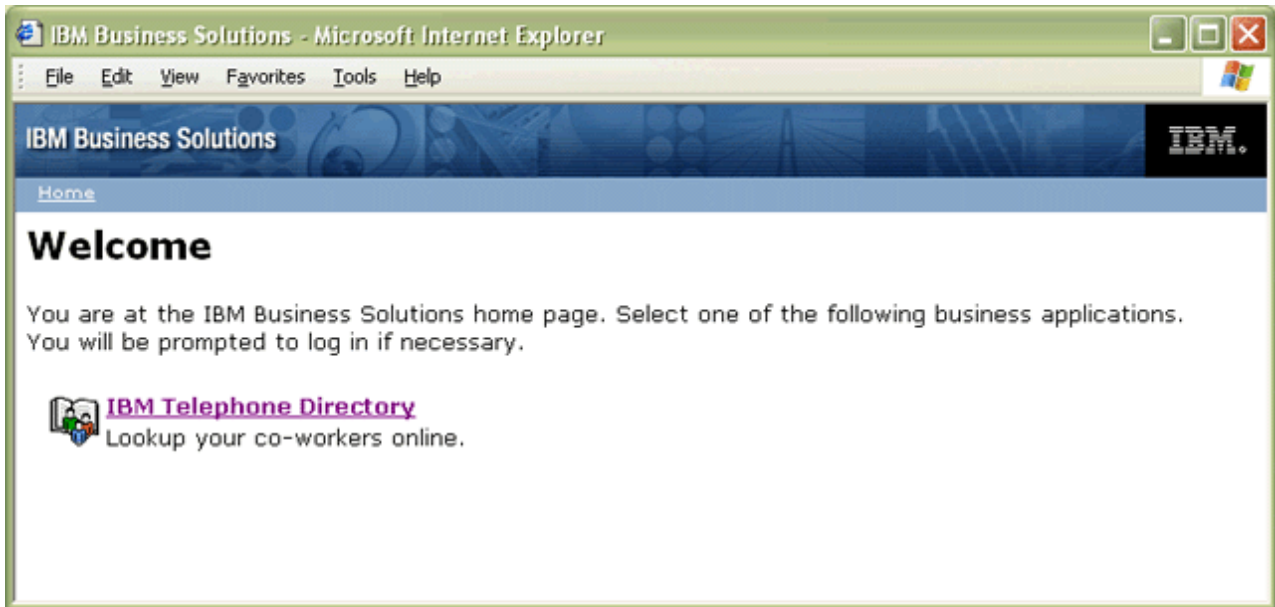 IBM Business Solutions - Microsoft Internet Explorer
File Edit View Favorites Tools Help
IBM Business Solutions IBM.
Home
Welcome
You are at the IBM Business Solutions home page. Select one of the following business applications.
You will be prompted to log in if necessary.
IBM Telephone Directory
Lookup your co-workers online.